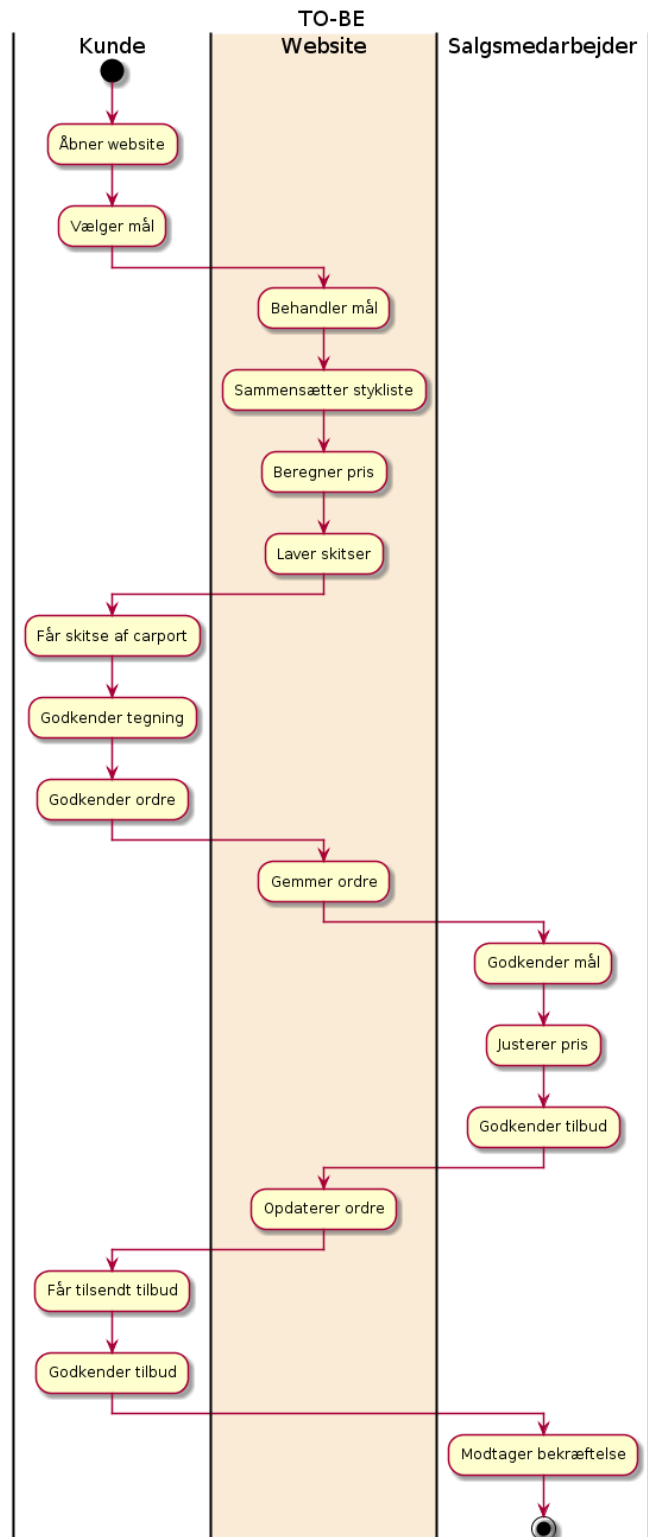 TO-BE
Kunde
Website
Salgsmedarbejder
Åbner website
Vælger mål
Behandler mål
Sammensætter stykliste
Beregner pris
Laver skitser
Får skitse af carport
Godkender tegning
Godkender ordre
Gemmer ordre
Godkender mål
Justerer pris
Godkender tilbud
Opdaterer ordre
Får tilsendt tilbud
Godkender tilbud
Modtager bekræftelse